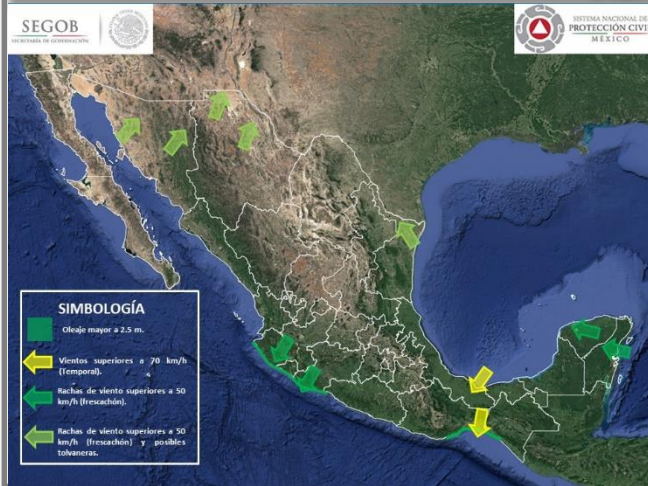 SEGOB
SECRETARÍA DE GOBERNACIÓN
SISTEMA NACIONAL DE
PROTECCIÓN CIVIL
MÉXICO
SIMBOLOGÍA
Oleaje mayor a 2.5 m.
Vientos superiores a 70 km/h
(Temporal).
Rachas de viento superiores a 50
km/h (frescachón).
Rachas de viento superiores a 50
km/h (frescachón) y posibles
tolvaneras.